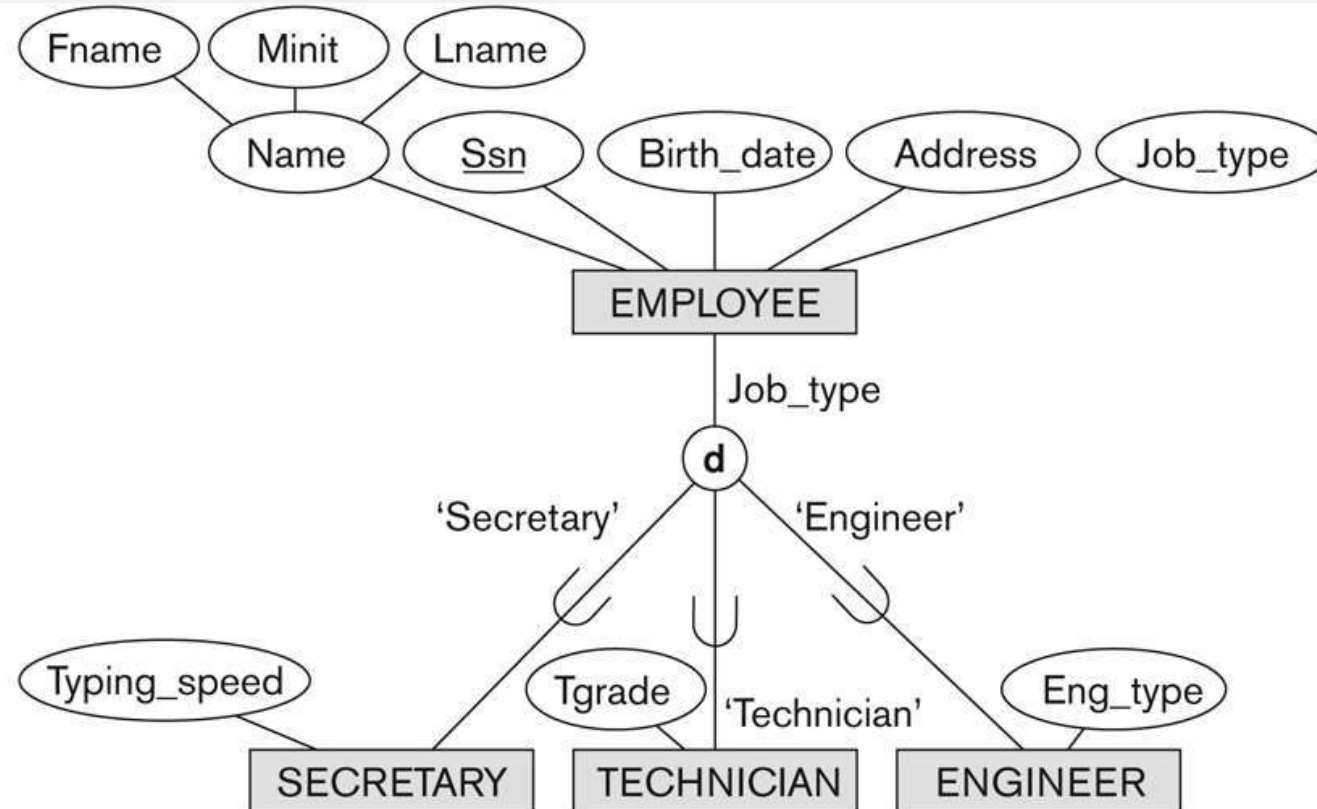 Fname Minit Lname
Name Ssn Birth_date Address Job_type
EMPLOYEE
Job_type
d
‘Secretary’ ‘Engineer’
Typing_speed Tgrade Eng_type
‘Technician’
SECRETARY TECHNICIAN ENGINEER